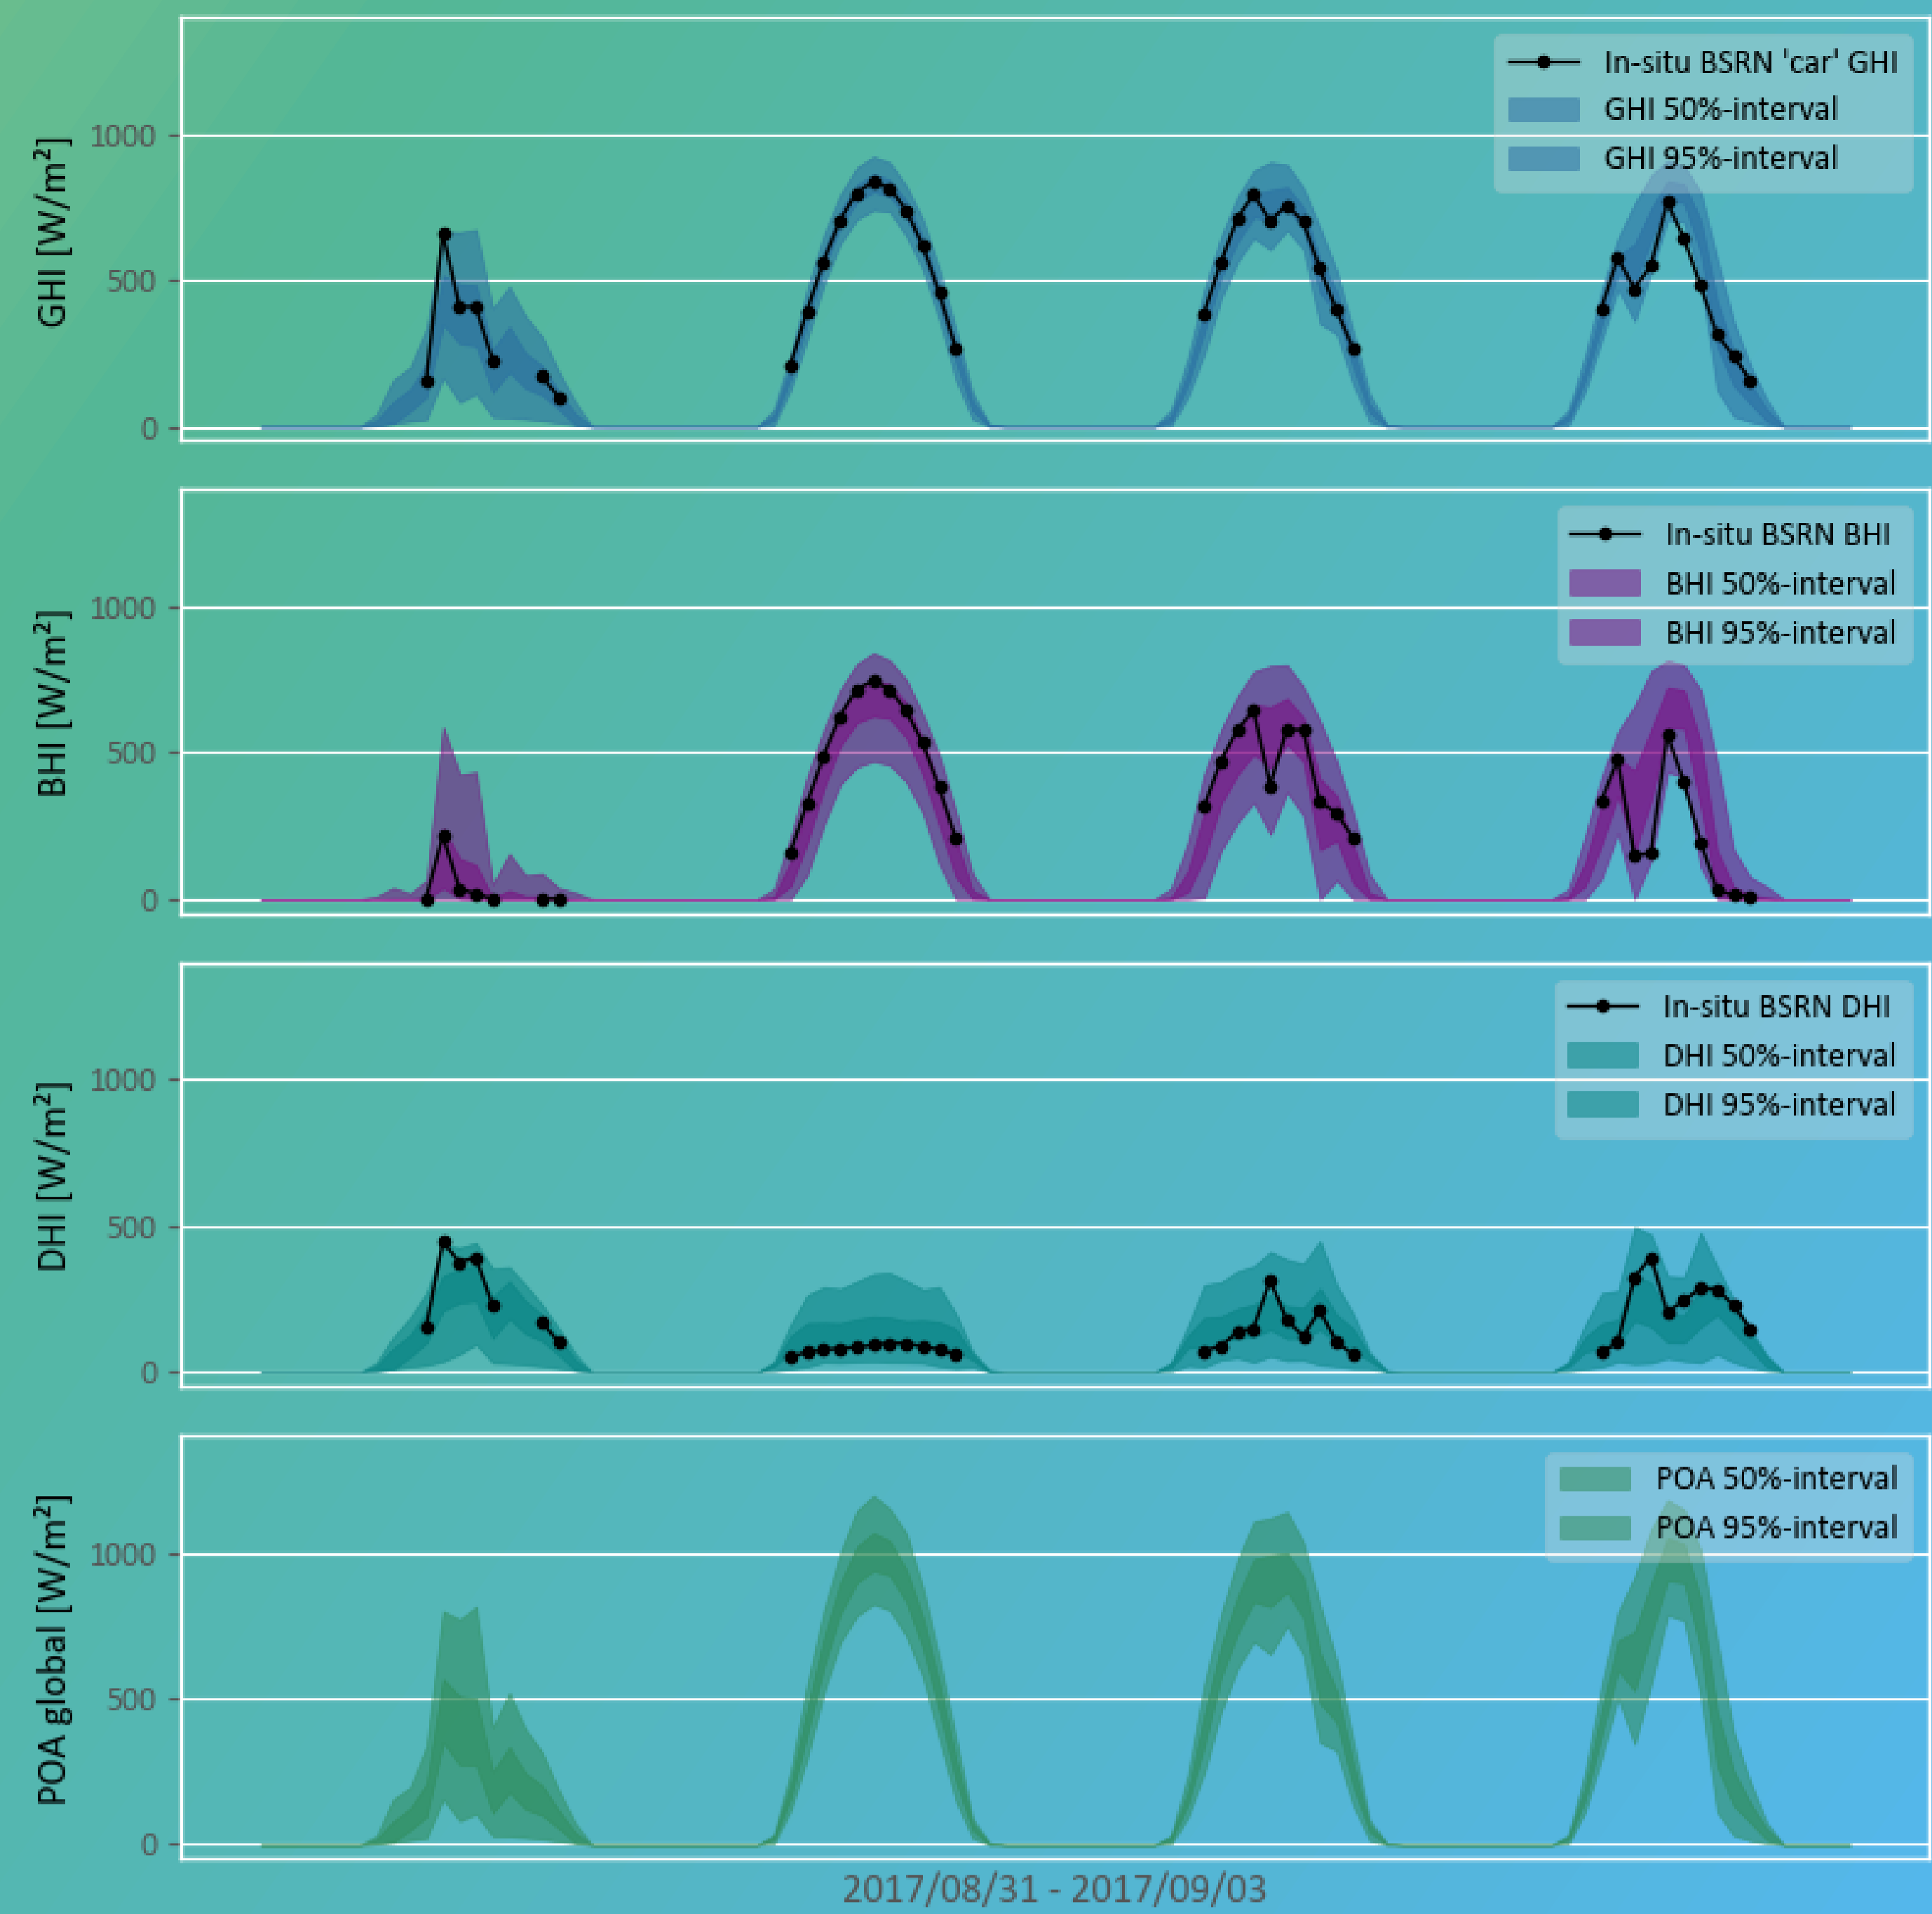 In-situ BSRN 'car' GHI
GHI 50%-interval
GHI 95%-interval
GHI [W/m²]
1000
500
0
In-situ BSRN BHI
BHI 50%-interval
BHI 95%-interval
BHI [W/m²]
1000
500
0
In-situ BSRN DHI
DHI 50%-interval
DHI 95%-interval
DHI [W/m²]
1000
500
0
POA 50%-interval
POA 95%-interval
POA global [W/m²]
1000
500
0
2017/08/31 - 2017/09/03